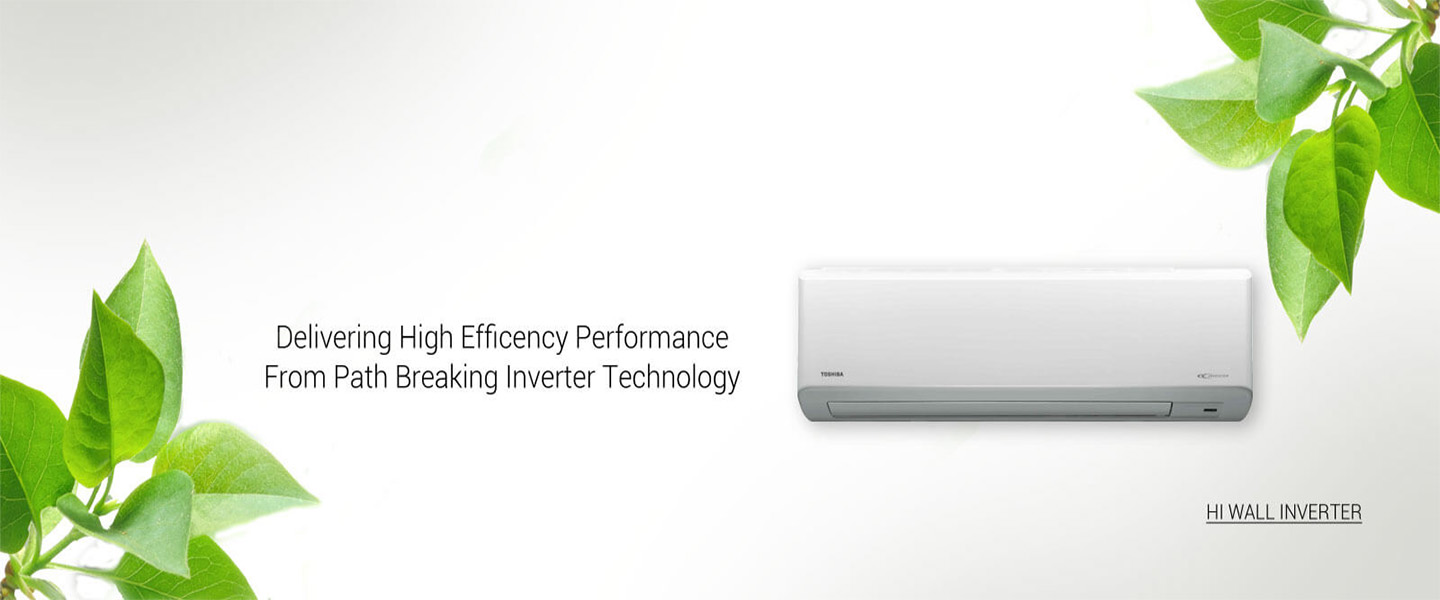 Delivering High Efficency Performance
From Path Breaking Inverter Technology
TOSHIBA
HI WALL INVERTER